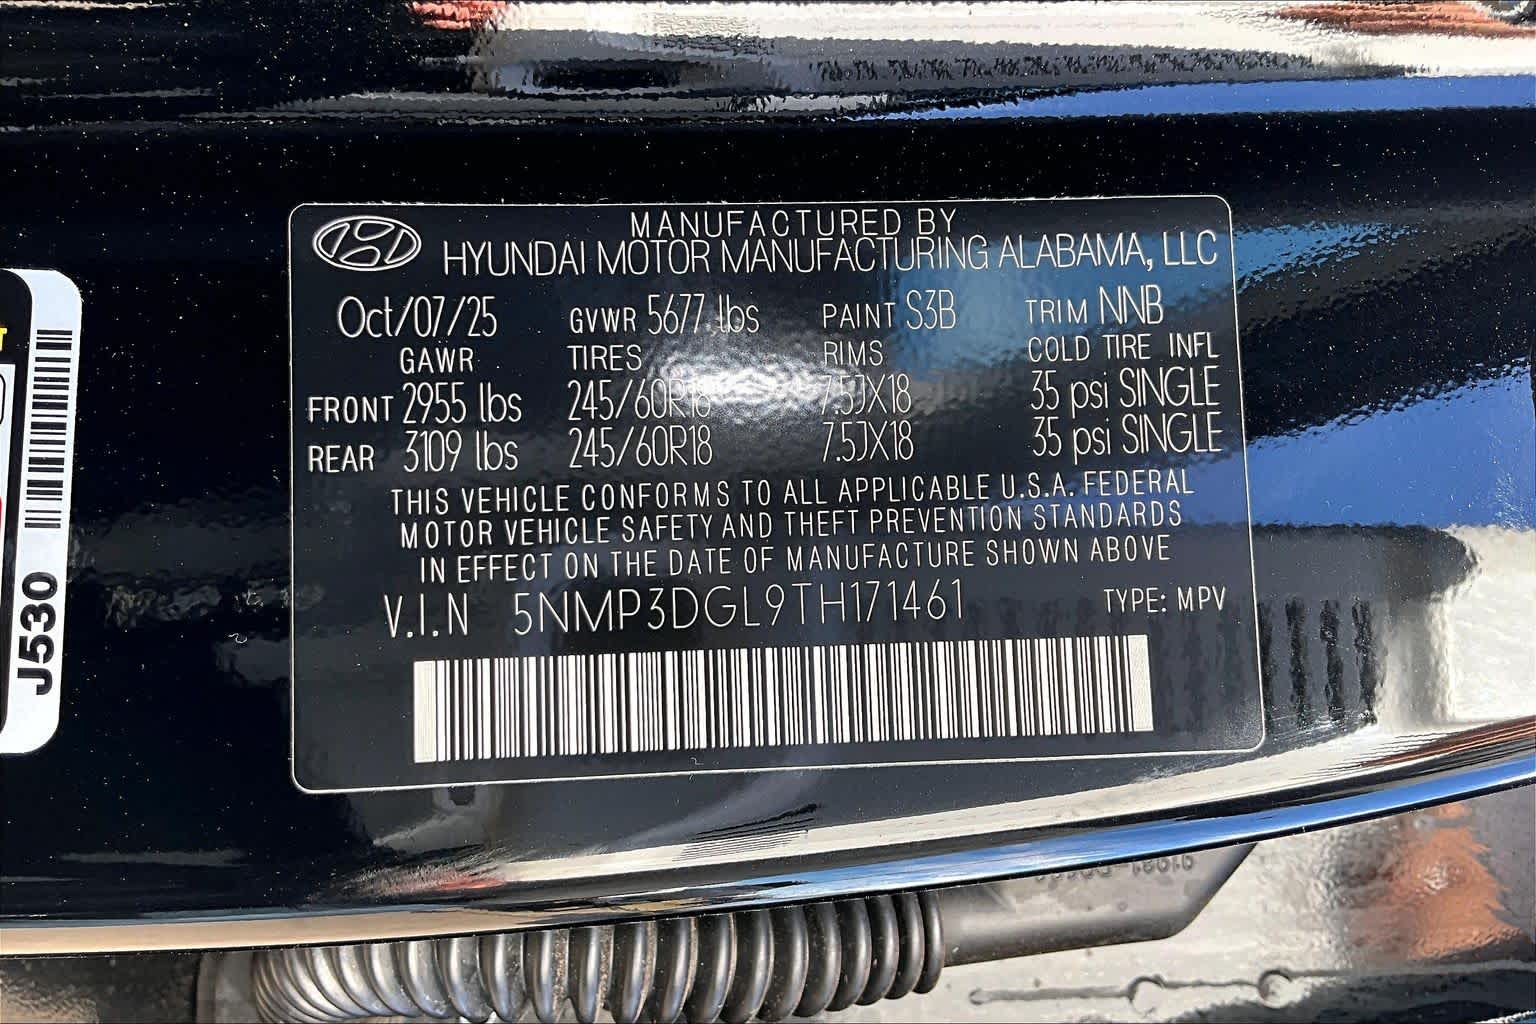 MANUFACTURED BY
HYUNDAI MOTOR MANUFACTURING ALABAMA, LLC
Oct/07/25 GVWR 5677 lbs PAINT S3B TRIM NNB
GAWR TIRES RIMS COLD TIRE INFL
FRONT 2955 lbs 245/60R18 7.5JX18 35 psi SINGLE
REAR 3109 lbs 245/60R18 7.5JX18 35 psi SINGLE
THIS VEHICLE CONFORMS TO ALL APPLICABLE U.S.A. FEDERAL
MOTOR VEHICLE SAFETY AND THEFT PREVENTION STANDARDS
IN EFFECT ON THE DATE OF MANUFACTURE SHOWN ABOVE
V.I.N 5NMP3DGL9TH171461 TYPE: MPV
J530